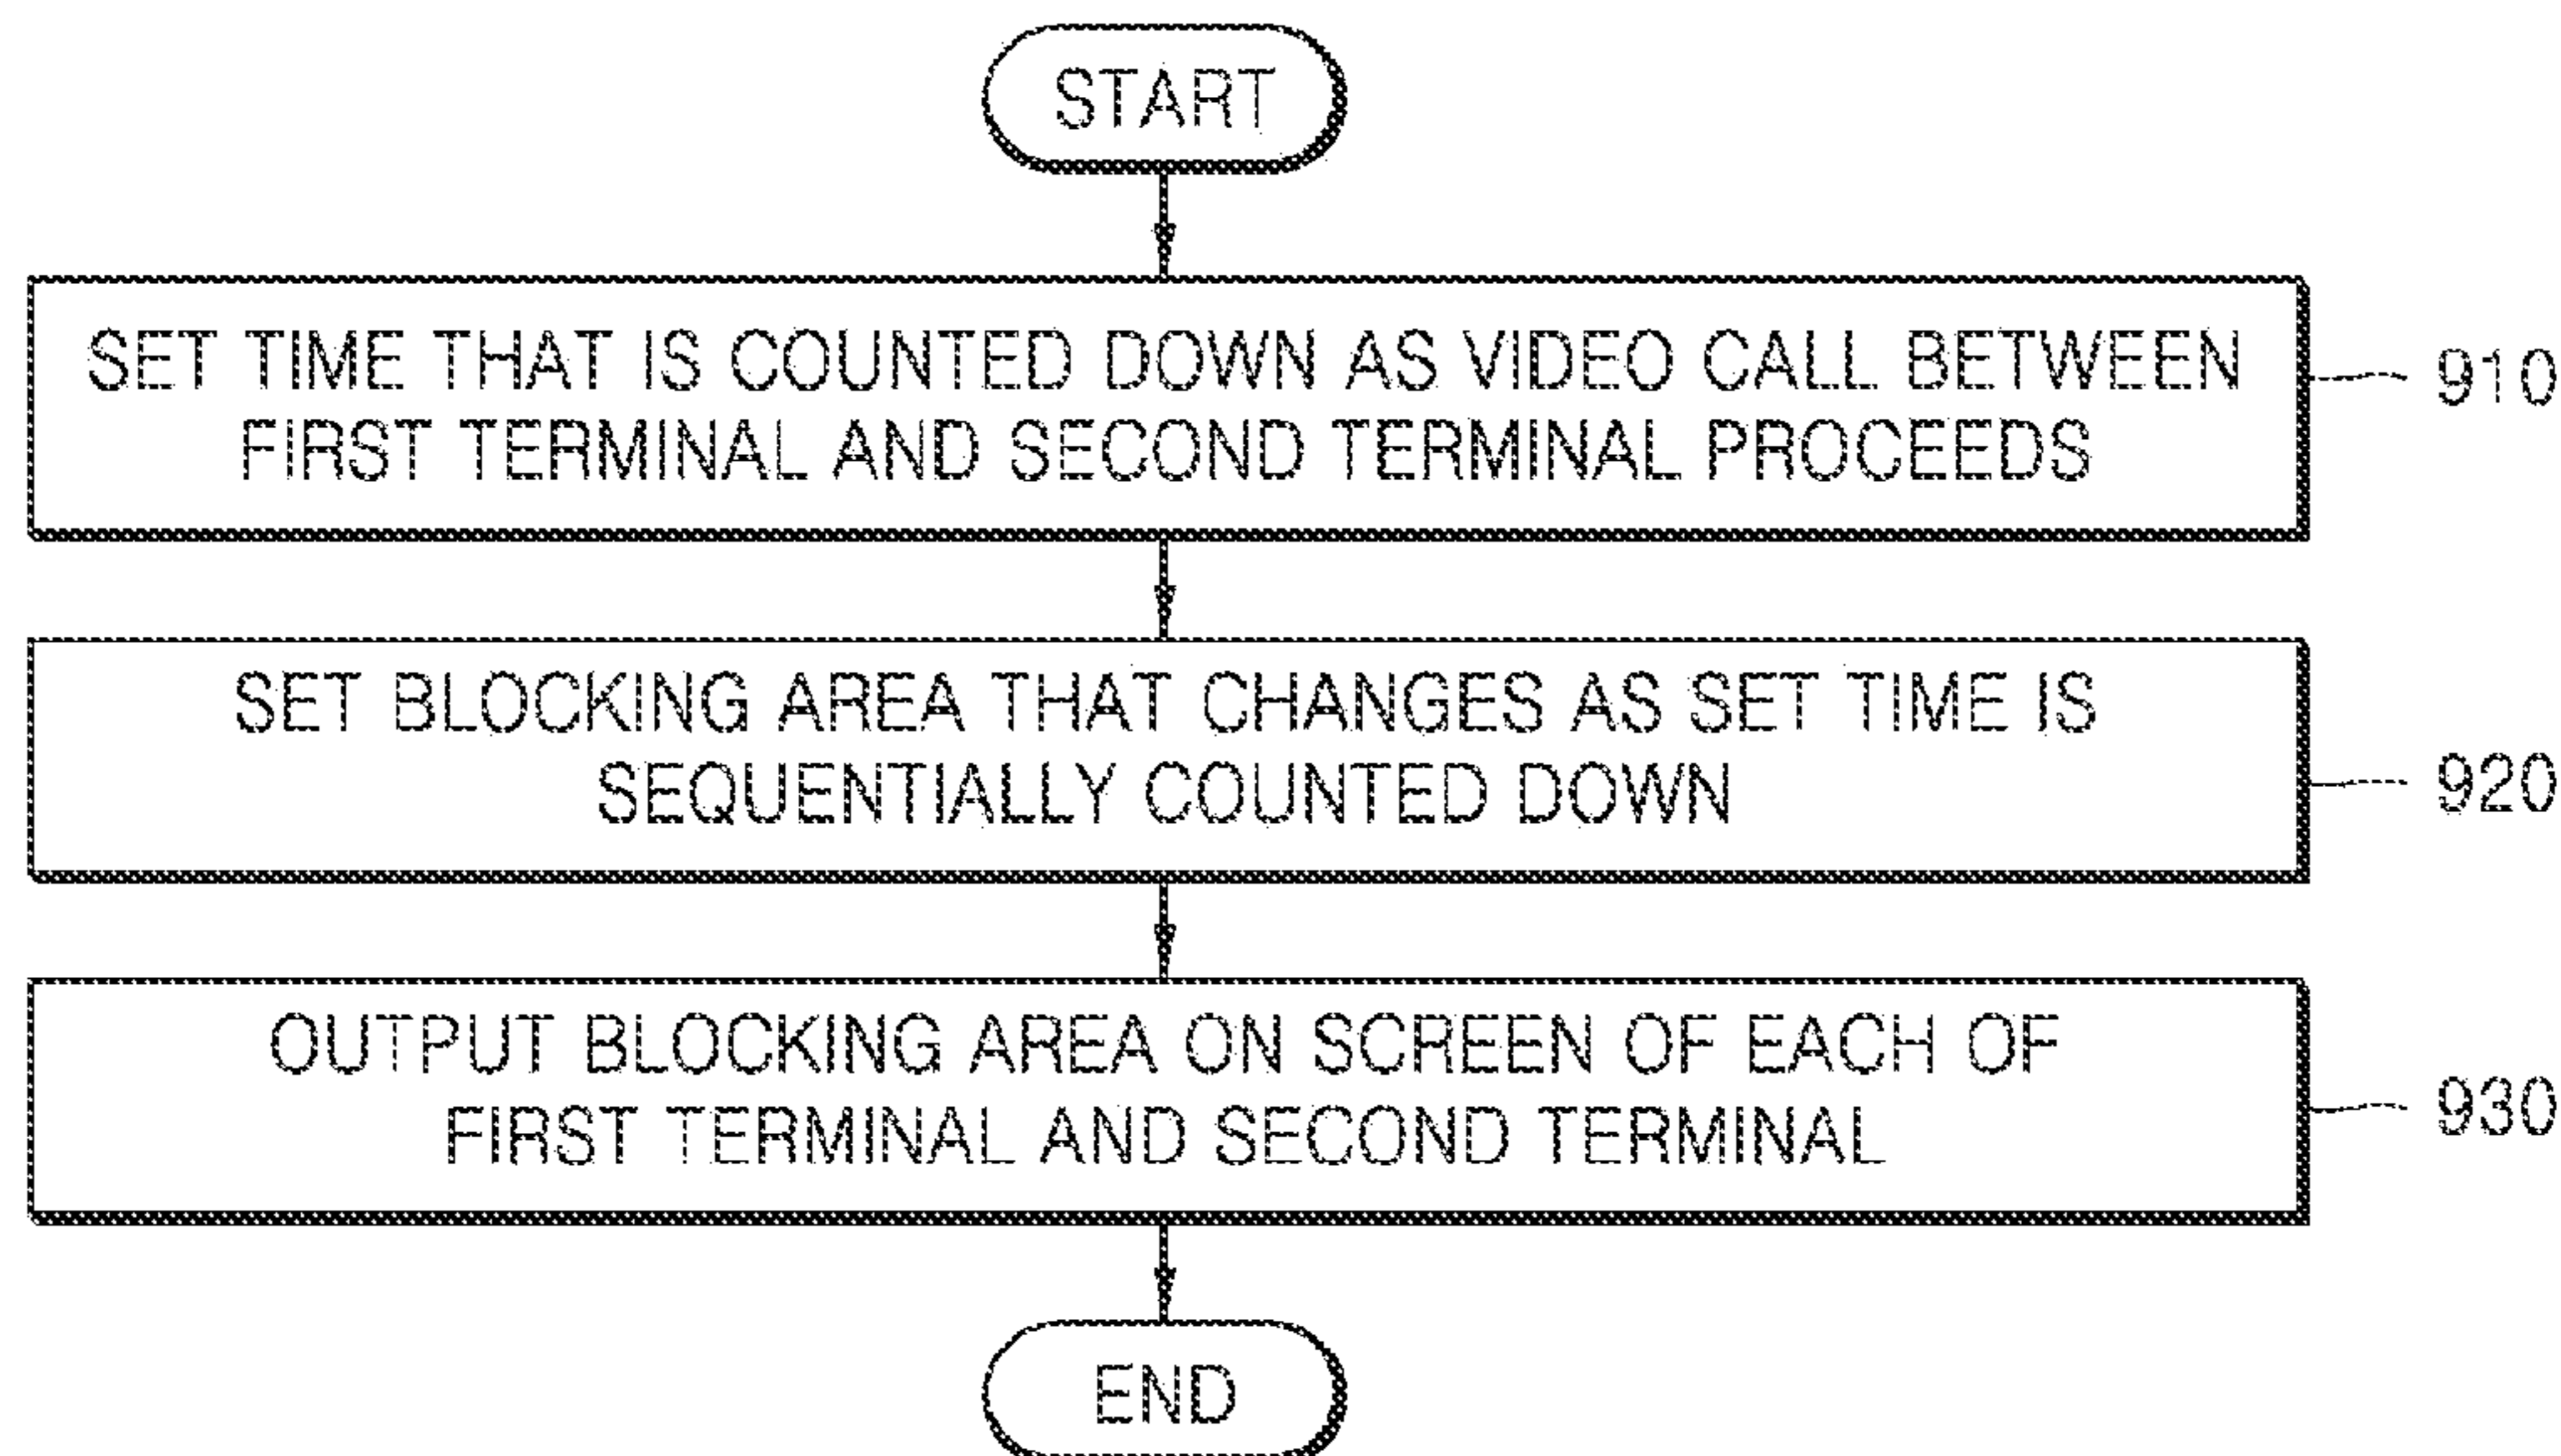 START
SET TIME THAT IS COUNTED DOWN AS VIDEO CALL BETWEEN
FIRST TERMINAL AND SECOND TERMINAL PROCEEDS
910
SET BLOCKING AREA THAT CHANGES AS SET TIME IS
SEQUENTIALLY COUNTED DOWN
920
OUTPUT BLOCKING AREA ON SCREEN OF EACH OF
FIRST TERMINAL AND SECOND TERMINAL
930
END